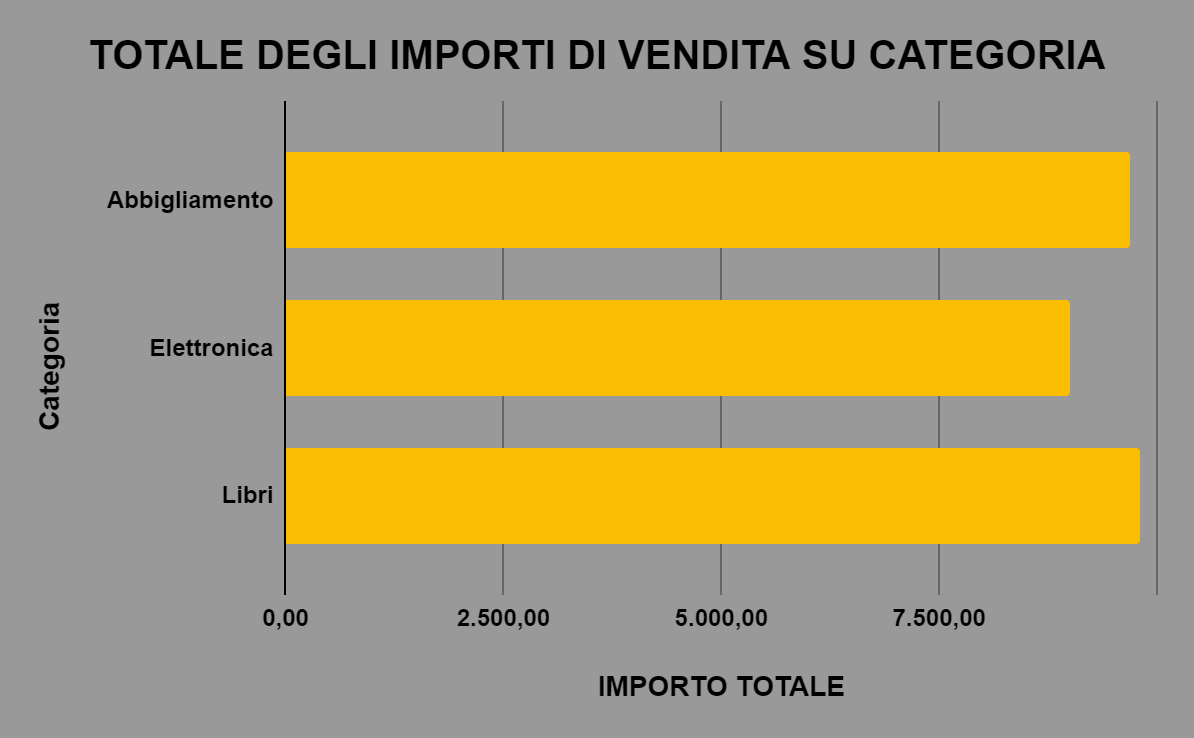 TOTALE DEGLI IMPORTI DI VENDITA SU CATEGORIA
Abbigliamento
Elettronica
Libri
Categoria
0,00
2.500,00
5.000,00
7.500,00
IMPORTO TOTALE